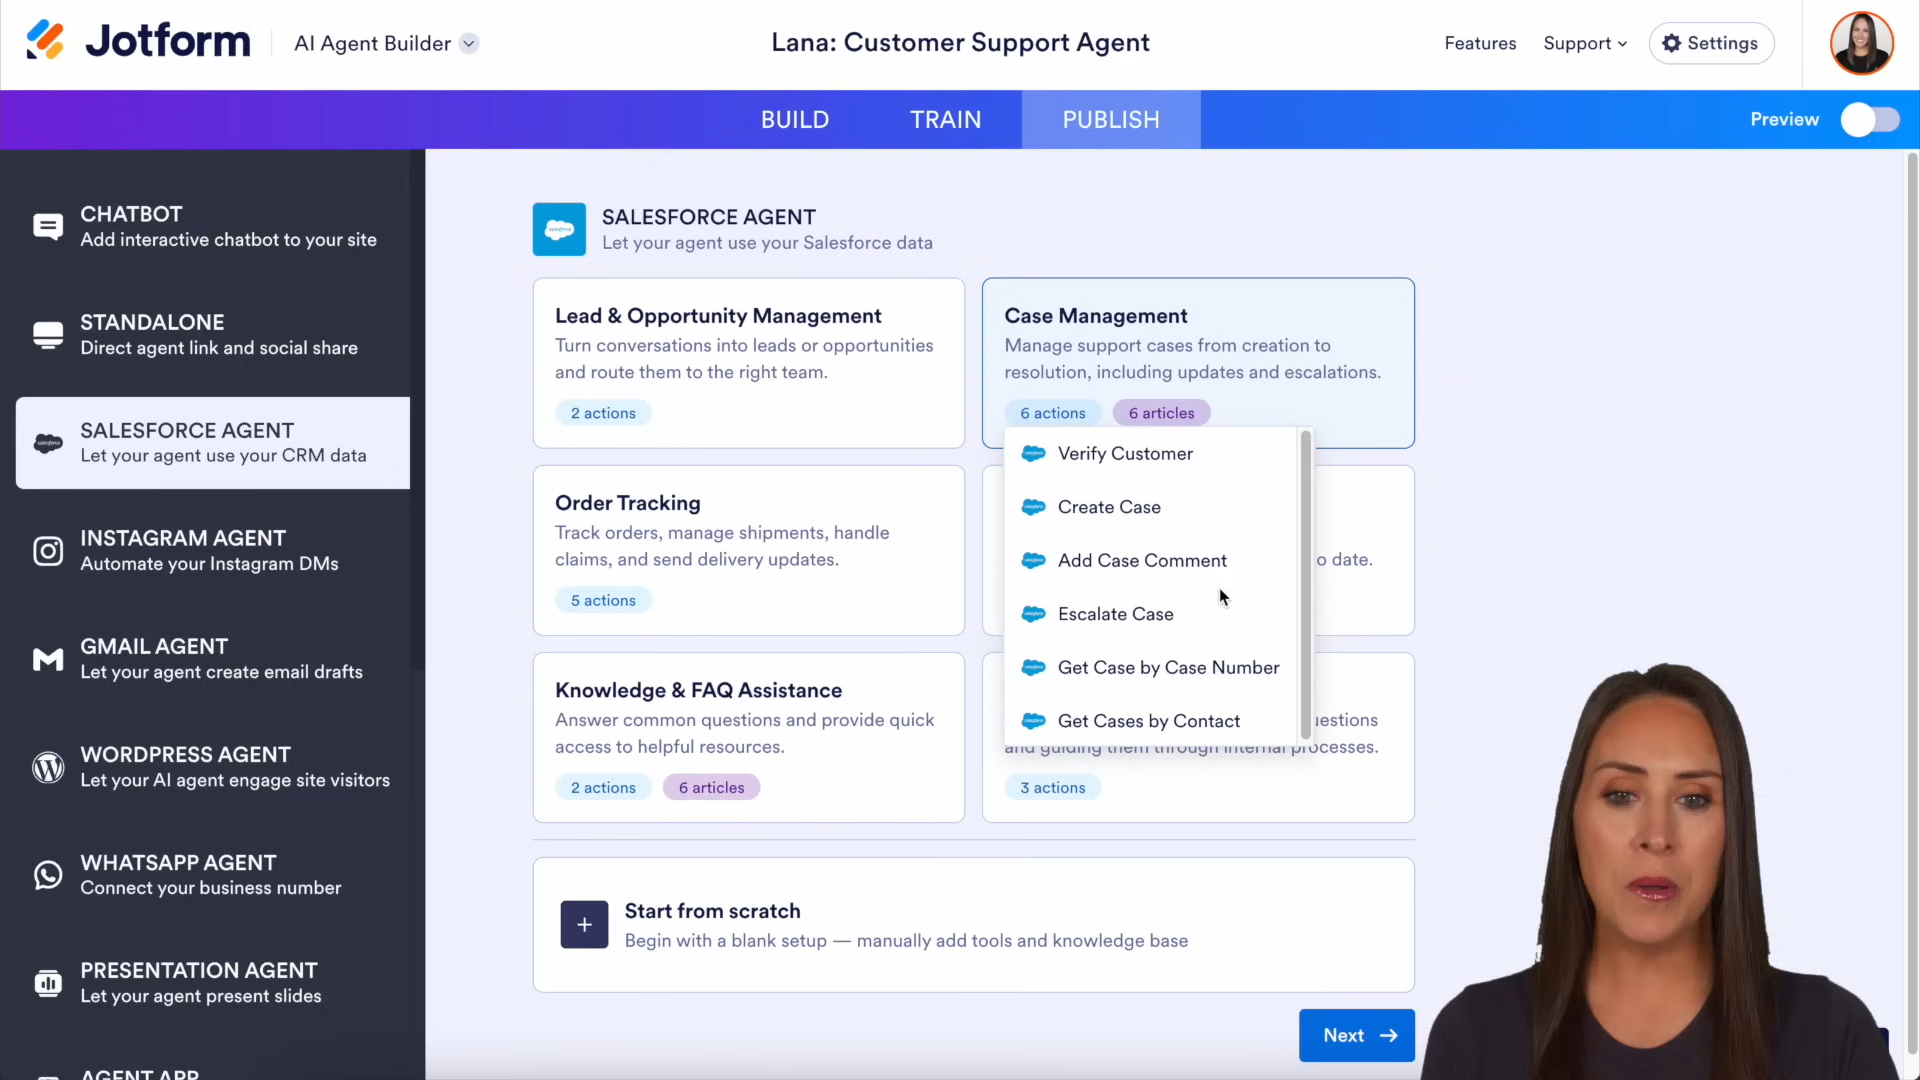 Jotform
AI Agent Builder
Lana: Customer Support Agent
Features
Support
Settings
BUILD
TRAIN
PUBLISH
Preview
CHATBOT
Add interactive chatbot to your site
STANDALONE
Direct agent link and social share
SALESFORCE AGENT
Let your agent use your CRM data
INSTAGRAM AGENT
Automate your Instagram DMs
GMAIL AGENT
Let your agent create email drafts
WORDPRESS AGENT
Let your AI agent engage site visitors
WHATSAPP AGENT
Connect your business number
PRESENTATION AGENT
Let your agent present slides
AGENT APP
SALESFORCE AGENT
Let your agent use your Salesforce data
Lead & Opportunity Management
Turn conversations into leads or opportunities
and route them to the right team.
2 actions
Case Management
Manage support cases from creation to
resolution, including updates and escalations.
6 actions
6 articles
Verify Customer
Create Case
Add Case Comment
Escalate Case
Get Case by Case Number
Get Cases by Contact
Order Tracking
Track orders, manage shipments, handle
claims, and send delivery updates.
5 actions
o date.
Knowledge & FAQ Assistance
Answer common questions and provide quick
access to helpful resources.
2 actions
6 articles
uestions
and guiding them through internal processes.
3 actions
Start from scratch
Begin with a blank setup — manually add tools and knowledge base
Next